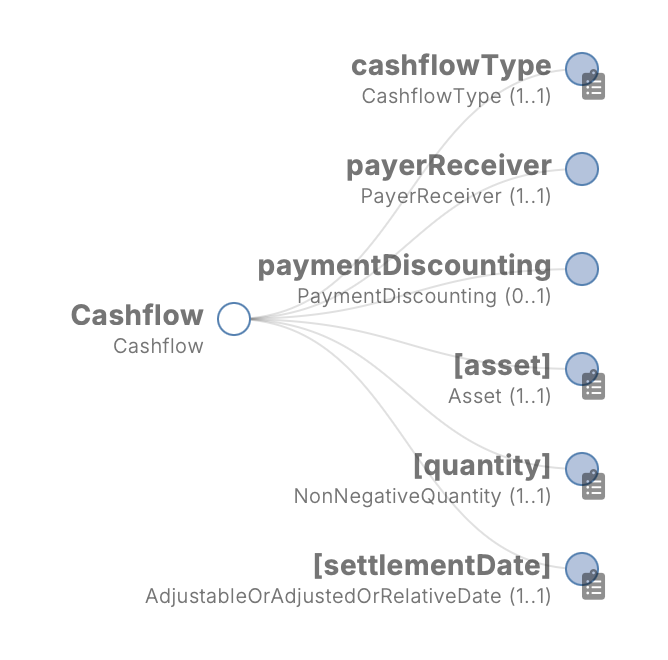 cashflowType
CashflowType (1..1)
payerReceiver
PayerReceiver (1..1)
paymentDiscounting
PaymentDiscounting (0..1)
Cashflow
Cashflow
[asset]
Asset (1..1)
[quantity]
NonNegativeQuantity (1..1)
[settlementDate]
AdjustableOrAdjustedOrRelativeDate (1..1)